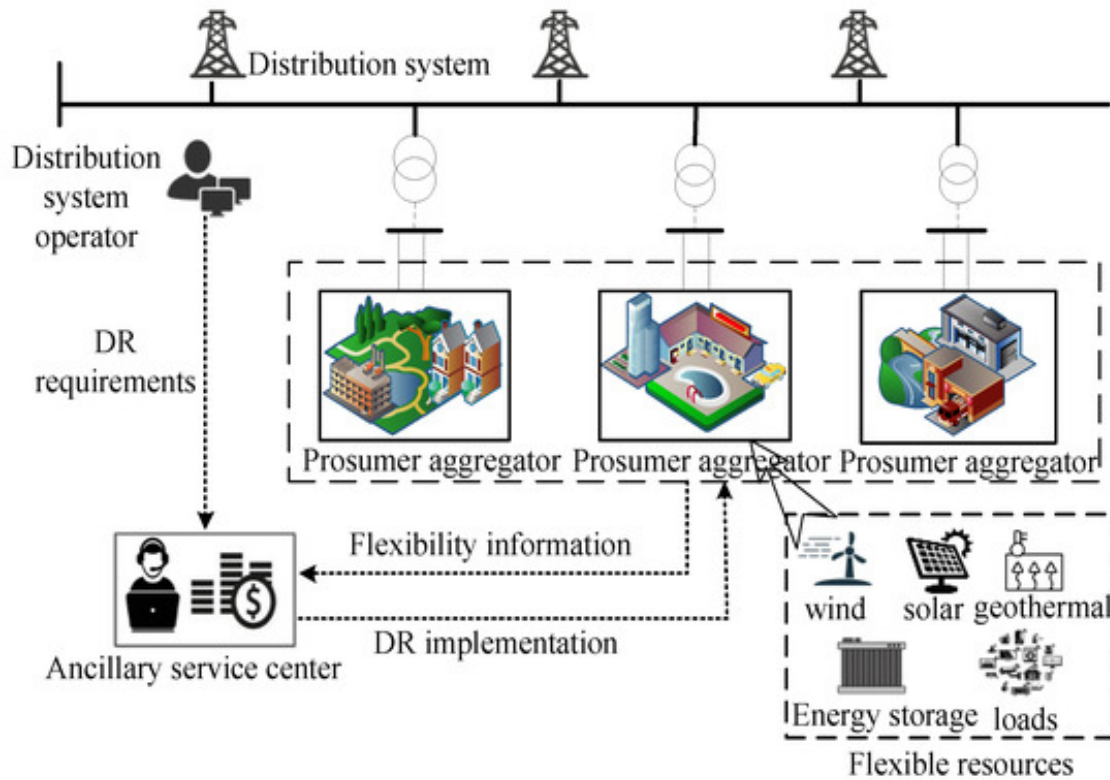 Distribution system
Distribution
system
operator
DR
requirements
Prosumer aggregator
Prosumer aggregator
Prosumer aggregator
Flexibility information
DR implementation
Ancillary service center
wind
solar
geothermal
Energy storage
loads
Flexible resources